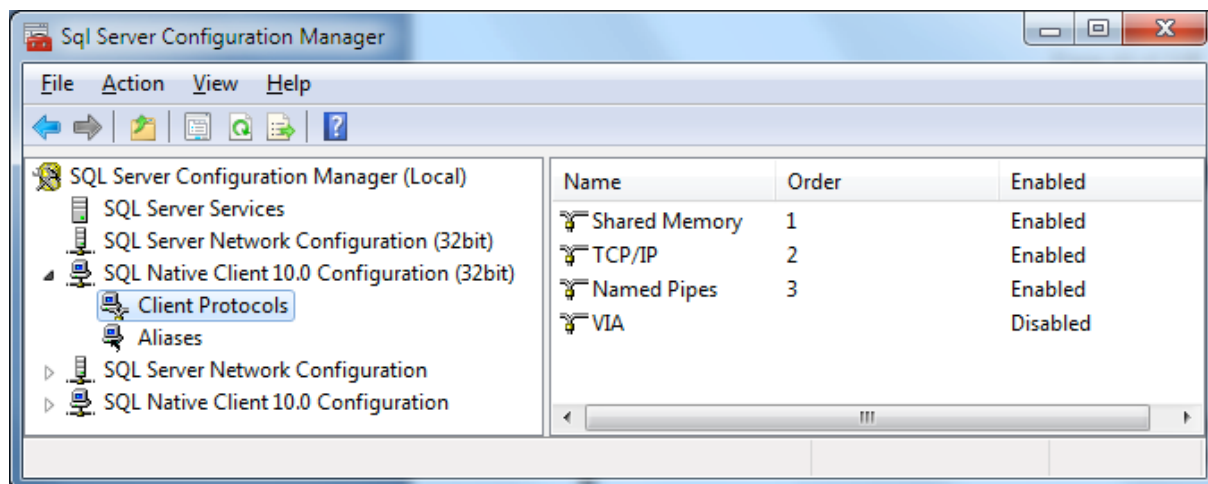 Sql Server Configuration Manager
File Action View Help
SQL Server Configuration Manager (Local)
SQL Server Services
SQL Server Network Configuration (32bit)
SQL Native Client 10.0 Configuration (32bit)
Client Protocols
Aliases
SQL Server Network Configuration
SQL Native Client 10.0 Configuration
Name Order Enabled
Shared Memory 1 Enabled
TCP/IP 2 Enabled
Named Pipes 3 Enabled
VIA Disabled